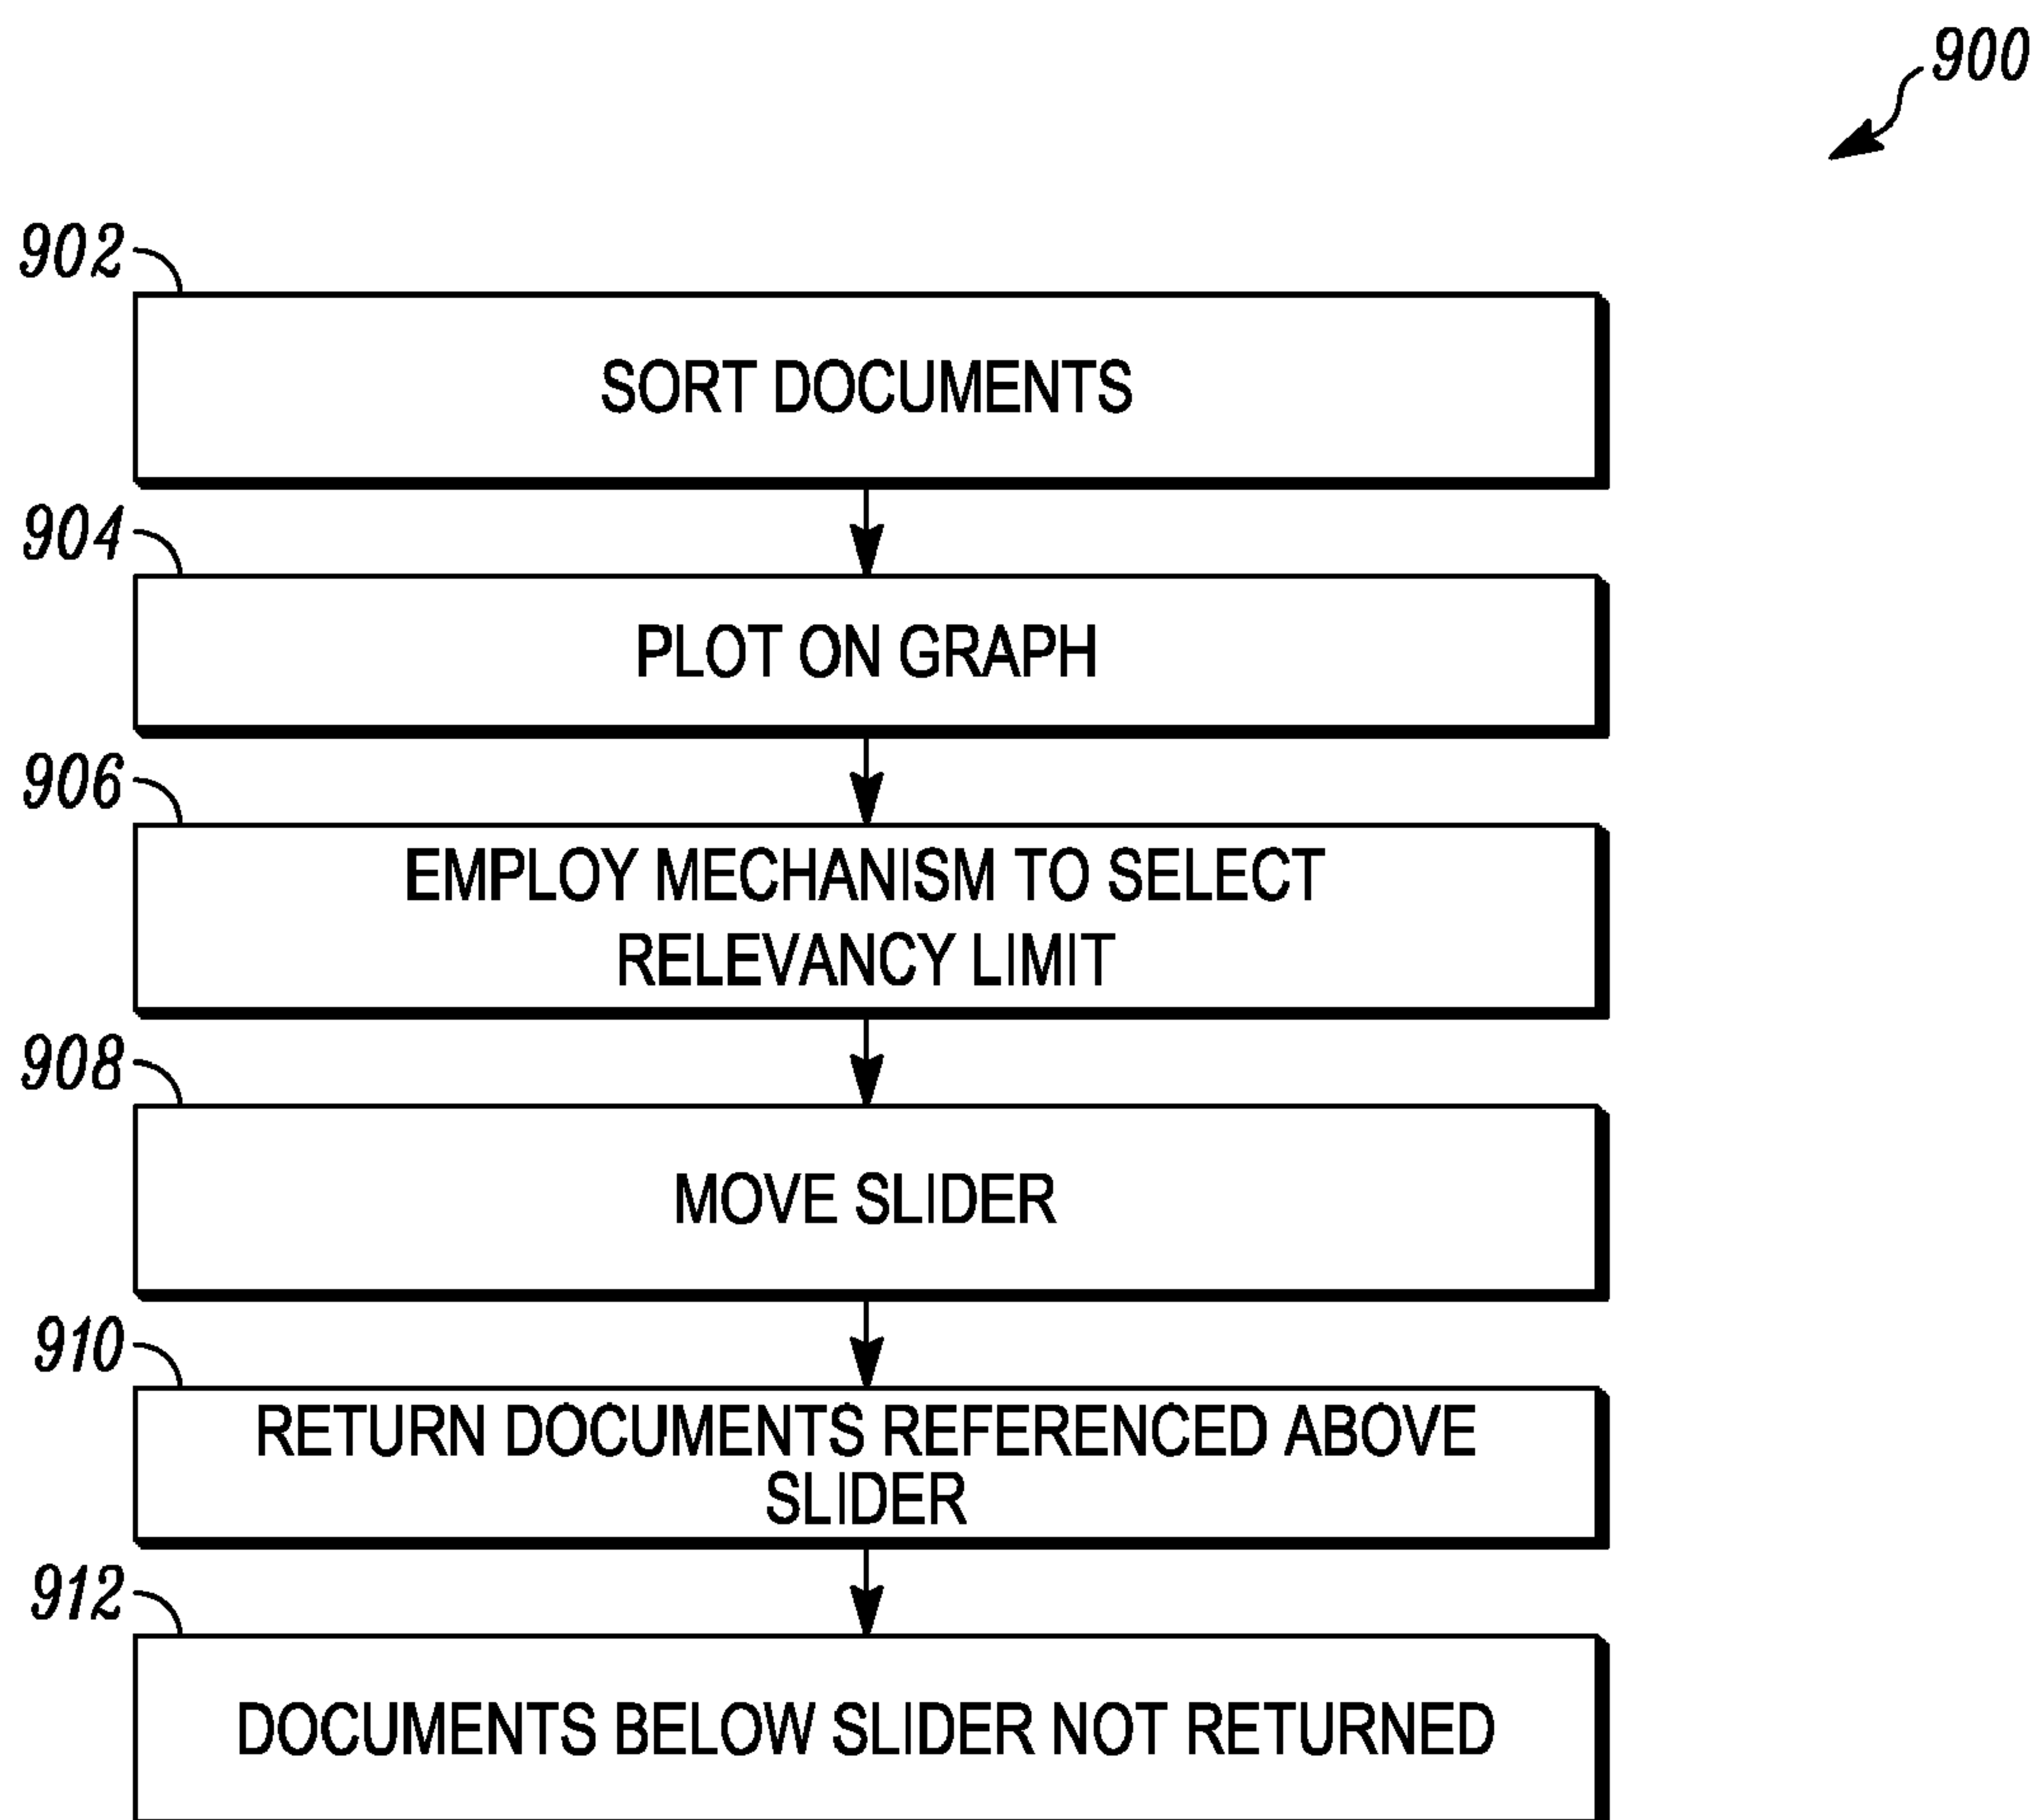 900
902
SORT DOCUMENTS
904
PLOT ON GRAPH
906
EMPLOY MECHANISM TO SELECT
RELEVANCY LIMIT
908
MOVE SLIDER
910
RETURN DOCUMENTS REFERENCED ABOVE
SLIDER
912
DOCUMENTS BELOW SLIDER NOT RETURNED